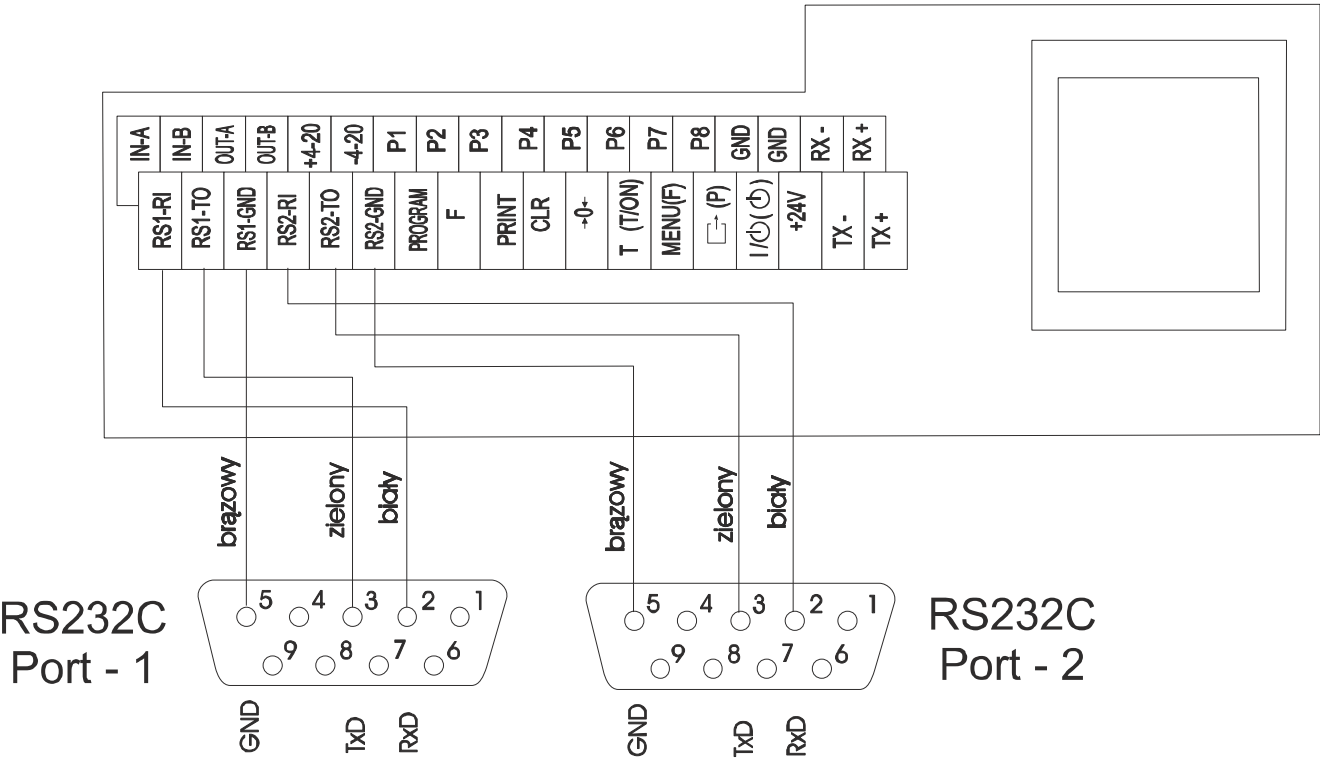 IN-A IN-B OUT-A OUT-B +4-20 -4-20 P1 P2 P3 P4 P5 P6 P7 P8 GND GND RX - RX +
RS1-RI RS1-TO RS1-GND RS2-RI RS2-TO RS2-GND PROGRAM F PRINT CLR →0← T (T/ON) MENU(F) (P) I/⏻(⏻) +24V TX - TX +
brązowy zielony biały brązowy zielony biały
5 4 3 2 1 5 4 3 2 1
9 8 7 6 9 8 7 6
RS232C
Port - 1
RS232C
Port - 2
GND TxD RxD GND TxD RxD